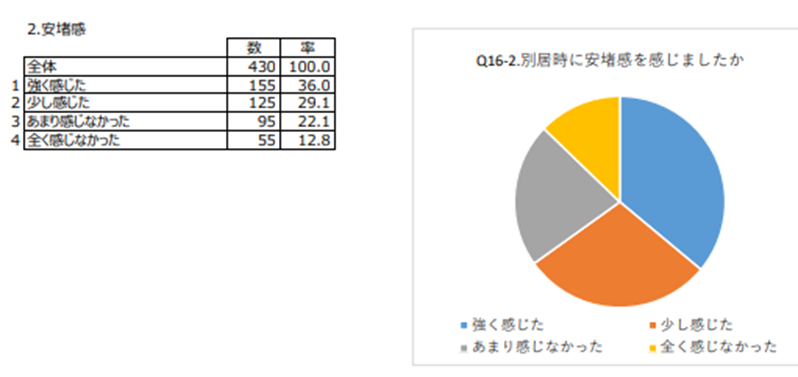 2.安堵感
数 率
全体 430 100.0
1 強く感じた 155 36.0
2 少し感じた 125 29.1
3 あまり感じなかった 95 22.1
4 全く感じなかった 55 12.8
Q16-2.別居時に安堵感を感じましたか
強く感じた 少し感じた
あまり感じなかった 全く感じなかった